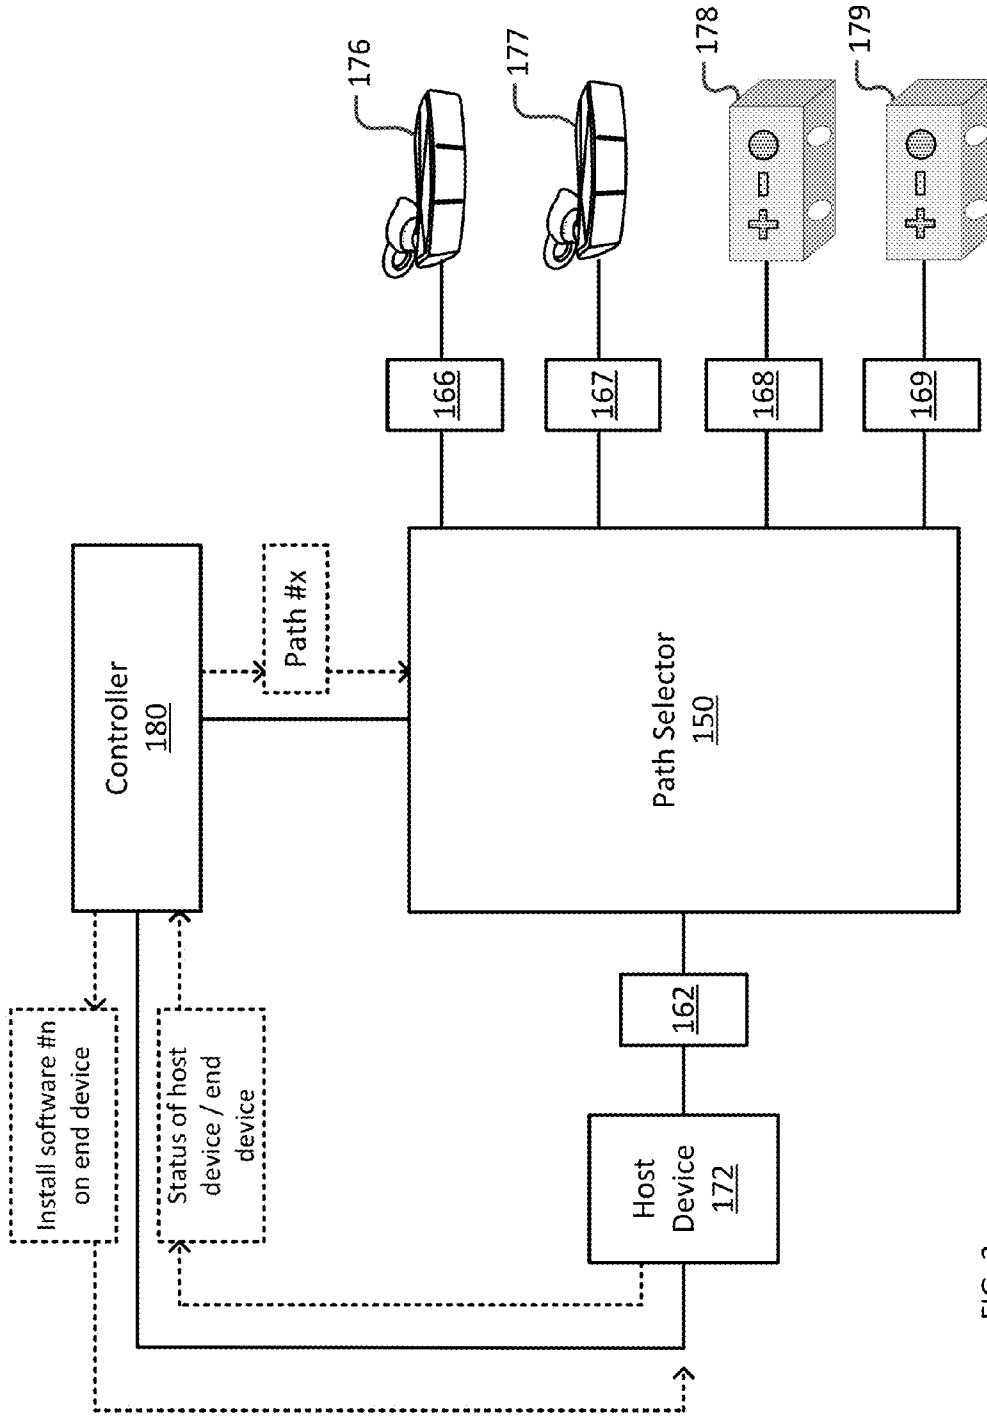 Install software #n
on end device
Status of host
device / end
device
Controller
180
Path #x
Host
Device
172
162
Path Selector
150
166
167
168
169
176
177
178
179